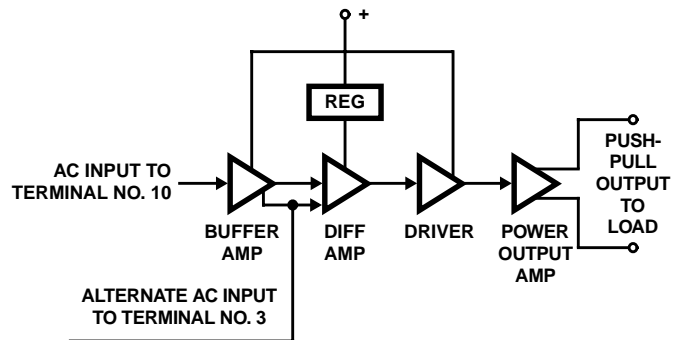 +
REG
AC INPUT TO
TERMINAL NO. 10
PUSH-
PULL
OUTPUT
TO
LOAD
BUFFER
AMP
DIFF
AMP
DRIVER
POWER
OUTPUT
AMP
ALTERNATE AC INPUT
TO TERMINAL NO. 3